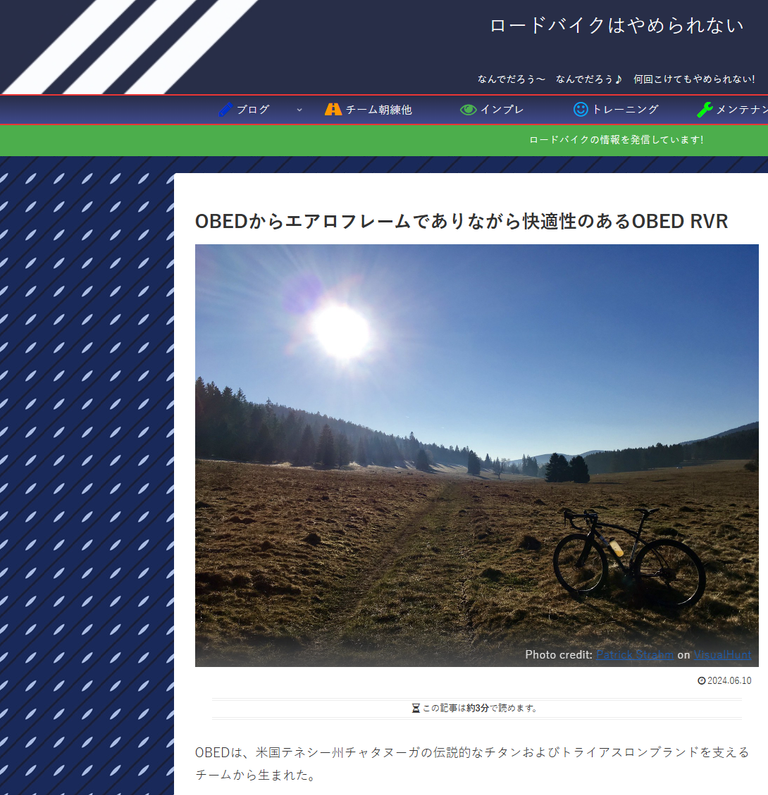 ロードバイクはやめられない
なんでだろう～　なんでだろう♪　何回こけてもやめられない!
ブログ チーム朝練他 インプレ トレーニング メンテナン
ロードバイクの情報を発信しています!
OBEDからエアロフレームでありながら快適性のあるOBED RVR
Photo credit: Patrick Strahm on VisualHunt
2024.06.10
この記事は約3分で読めます。
OBEDは、米国テネシー州チャタヌーガの伝説的なチタンおよびトライアスロンブランドを支える
チームから生まれた。